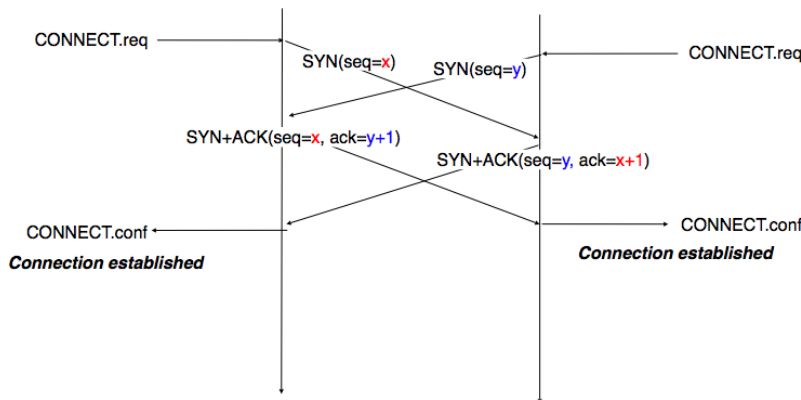 CONNECT.req
CONNECT.req
SYN(seq=x)
SYN(seq=y)
SYN+ACK(seq=x, ack=y+1)
SYN+ACK(seq=y, ack=x+1)
CONNECT.conf
CONNECT.conf
Connection established
Connection established